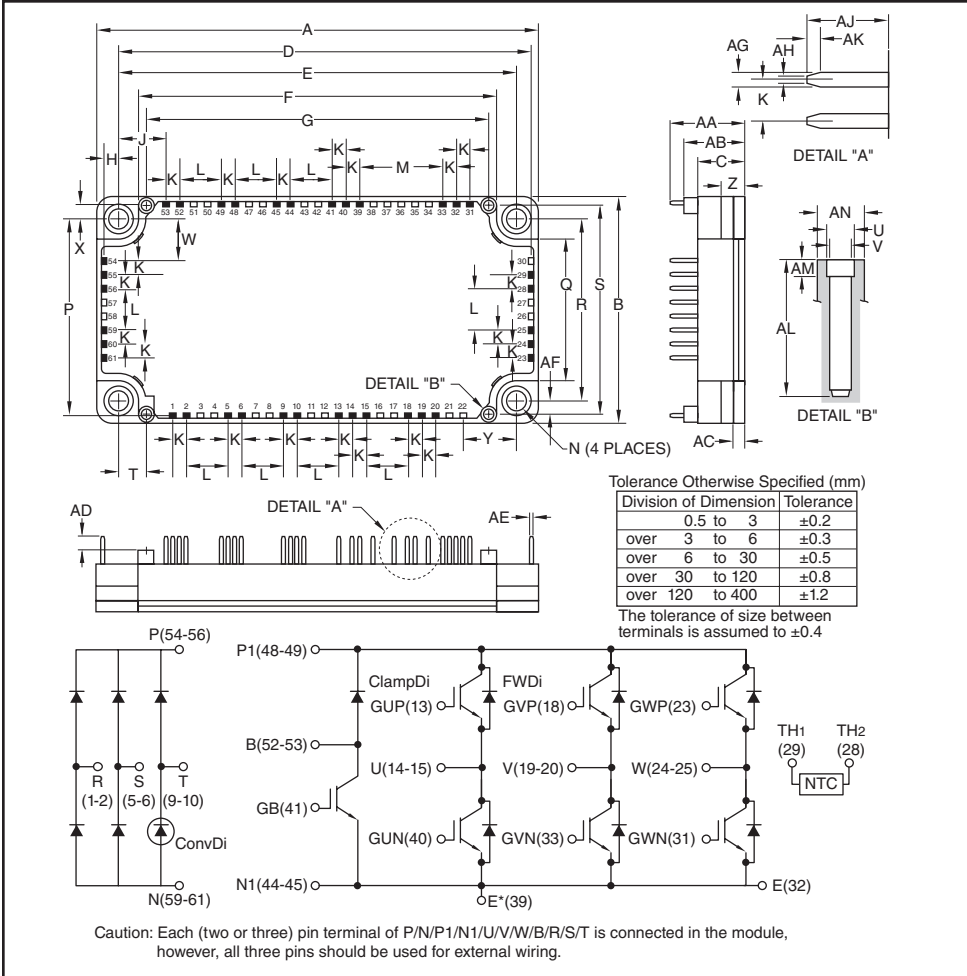 A
D
E
F
G
J
H
K L K L K L K K M K K
53 52 51 50 49 48 47 46 45 44 43 42 41 40 39 38 37 36 35 34 33 32 31
X
W
P
54
55
56
57
58
59
60
61
K
K
L
K
K
30
29
28
27
26
25
24
23
K
L
K
K
Q
R
S
B
AF
DETAIL "B"
1 2 3 4 5 6 7 8 9 10 11 12 13 14 15 16 17 18 19 20 21 22
T
K L K L K L K K L K K Y
N (4 PLACES)
AJ
AK
AH
AG
K
DETAIL "A"
AA
AB
C
Z
AC
AN
U
V
AM
AL
DETAIL "B"
AD
DETAIL "A"
AE
Tolerance Otherwise Specified (mm)
Division of Dimension Tolerance
0.5 to 3 ±0.2
over 3 to 6 ±0.3
over 6 to 30 ±0.5
over 30 to 120 ±0.8
over 120 to 400 ±1.2
The tolerance of size between
terminals is assumed to ±0.4
P(54-56)
R S T
(1-2) (5-6) (9-10)
ConvDi
N(59-61)
P1(48-49)
ClampDi
FWDi
GUP(13)
GVP(18)
GWP(23)
B(52-53)
U(14-15)
V(19-20)
W(24-25)
GB(41)
GUN(40)
GVN(33)
GWN(31)
N1(44-45)
E*(39)
E(32)
TH1
(29)
TH2
(28)
NTC
Caution: Each (two or three) pin terminal of P/N/P1/N1/U/V/W/B/R/S/T is connected in the module,
however, all three pins should be used for external wiring.